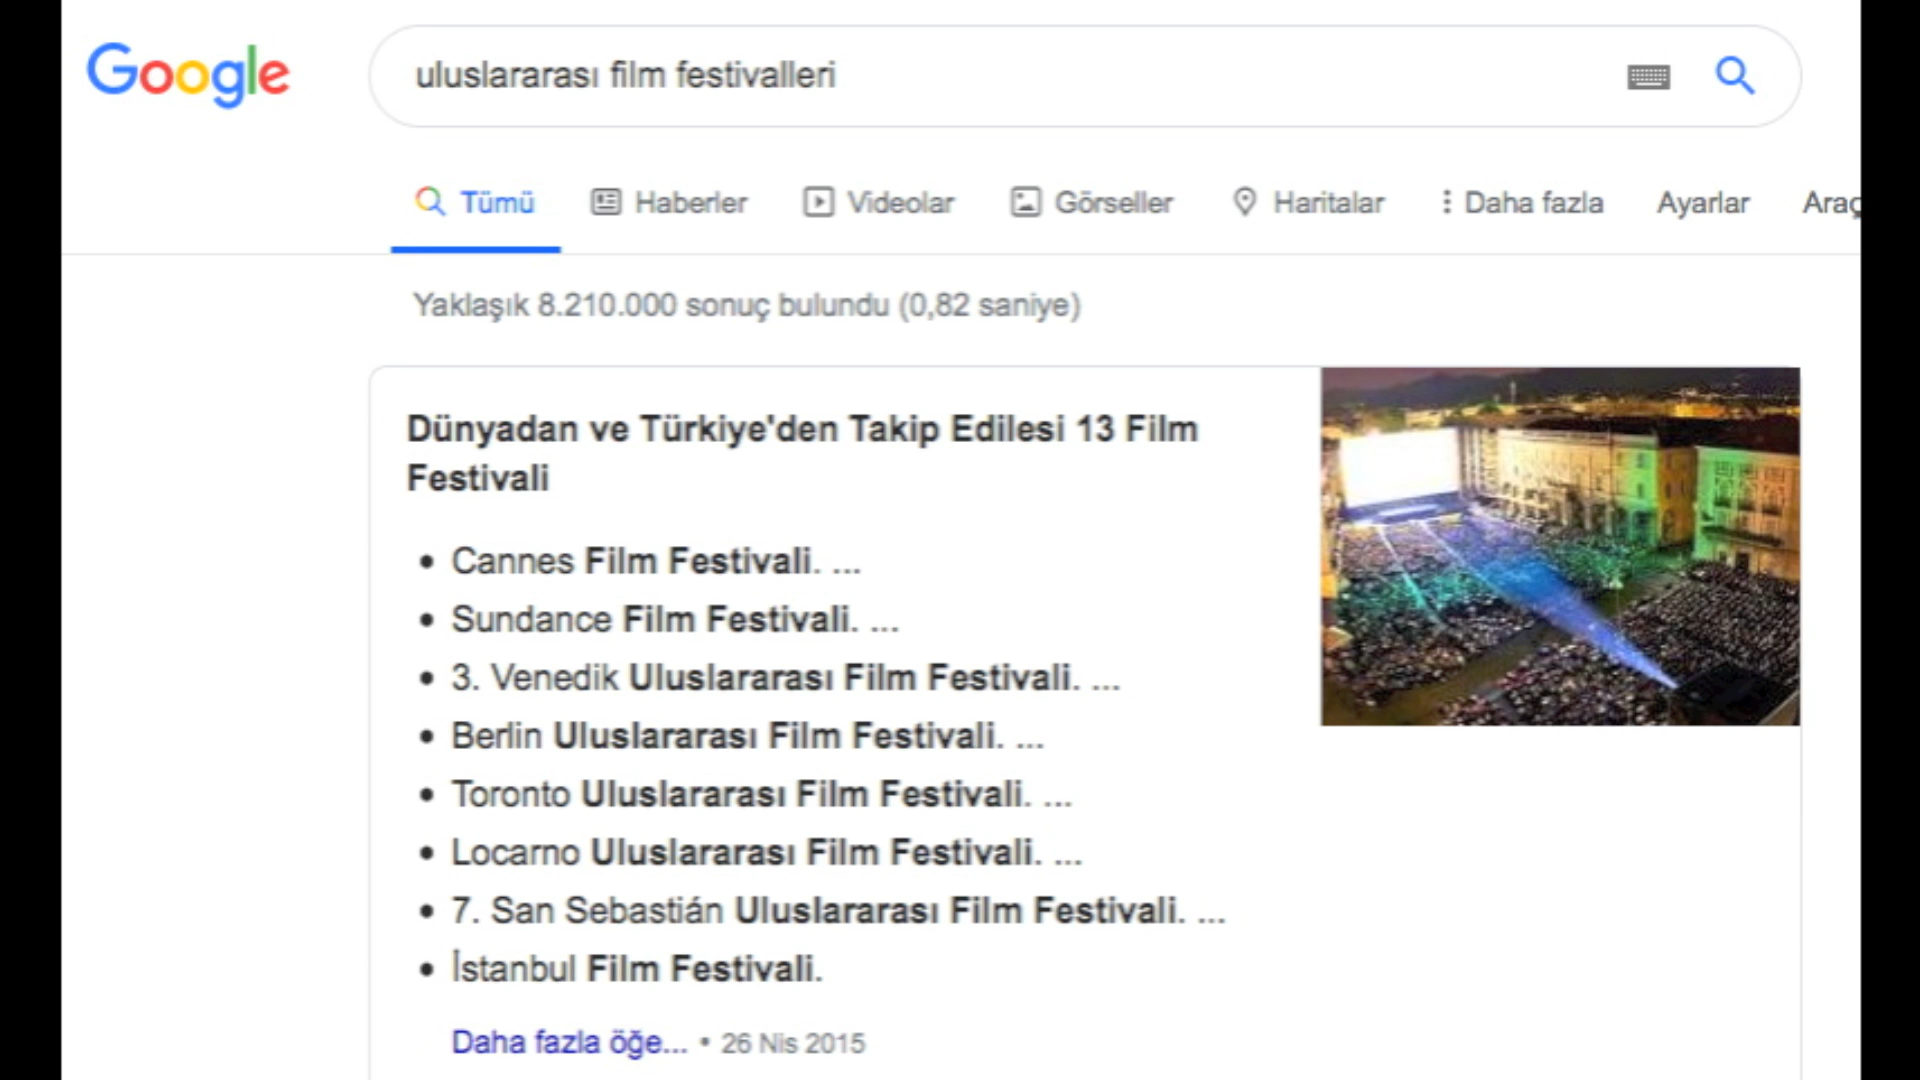 Google
uluslararası film festivalleri
Tümü Haberler Videolar Görseller Haritalar Daha fazla Ayarlar Araç
Yaklaşık 8.210.000 sonuç bulundu (0,82 saniye)
Dünyadan ve Türkiye'den Takip Edilesi 13 Film
Festivali
• Cannes Film Festivali. ...
• Sundance Film Festivali. ...
• 3. Venedik Uluslararası Film Festivali. ...
• Berlin Uluslararası Film Festivali. ...
• Toronto Uluslararası Film Festivali. ...
• Locarno Uluslararası Film Festivali. ...
• 7. San Sebastián Uluslararası Film Festivali. ...
• İstanbul Film Festivali.
Daha fazla öğe... • 26 Nis 2015